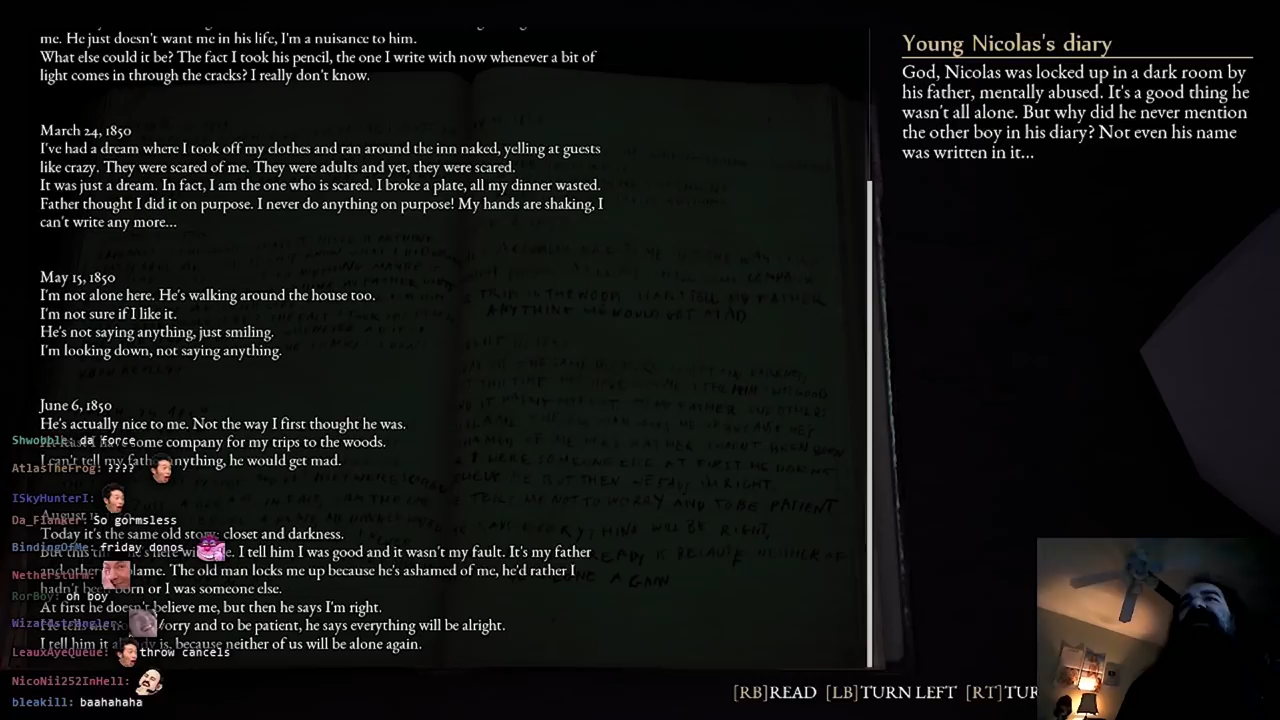 me. He just doesn't want me in his life, I'm a nuisance to him.
What else could it be? The fact I took his pencil, the one I write with now whenever a bit of
light comes in through the cracks? I really don't know.
March 24, 1850
I've had a dream where I took off my clothes and ran around the inn naked, yelling at guests
like crazy. They were scared of me. They were adults and yet, they were scared.
It was just a dream. In fact, I am the one who is scared. I broke a plate, all my dinner wasted.
Father thought I did it on purpose. I never do anything on purpose! My hands are shaking, I
can't write any more...
May 15, 1850
I'm not alone here. He's walking around the house too.
I'm not sure if I like it.
He's not saying anything, just smiling.
I'm looking down, not saying anything.
June 6, 1850
He's actually nice to me. Not the way I first thought he was.
some company for my trips to the woods.
I can't tell my anything, he would get mad.
August
Today it's the same old story: closet and darkness.
But this I tell him I was good and it wasn't my fault. It's my father
blame. The old man locks me up because he's ashamed of me, he'd rather I
hadn't born or I was someone else.
At first he doesn't believe me, but then he says I'm right.
worry and to be patient, he says everything will be alright.
I tell him it is, because neither of us will be alone again.
Young Nicolas's diary
God, Nicolas was locked up in a dark room by
his father, mentally abused. It's a good thing he
wasn't all alone. But why did he never mention
the other boy in his diary? Not even his name
was written in it...
Shwobble: da force
AtlasTheFrog: ????
ISkyHunterI:
Da_Flanker: So gormsless
BindingOfMe: friday donos
Nethersturm:
RorBoy: oh boy
Wizardstrangler:
LeauxAyeQueue: throw cancels
NicoNii252InHell:
bleakill: baahahaha
[RB]READ [LB]TURN LEFT [RT]TUR